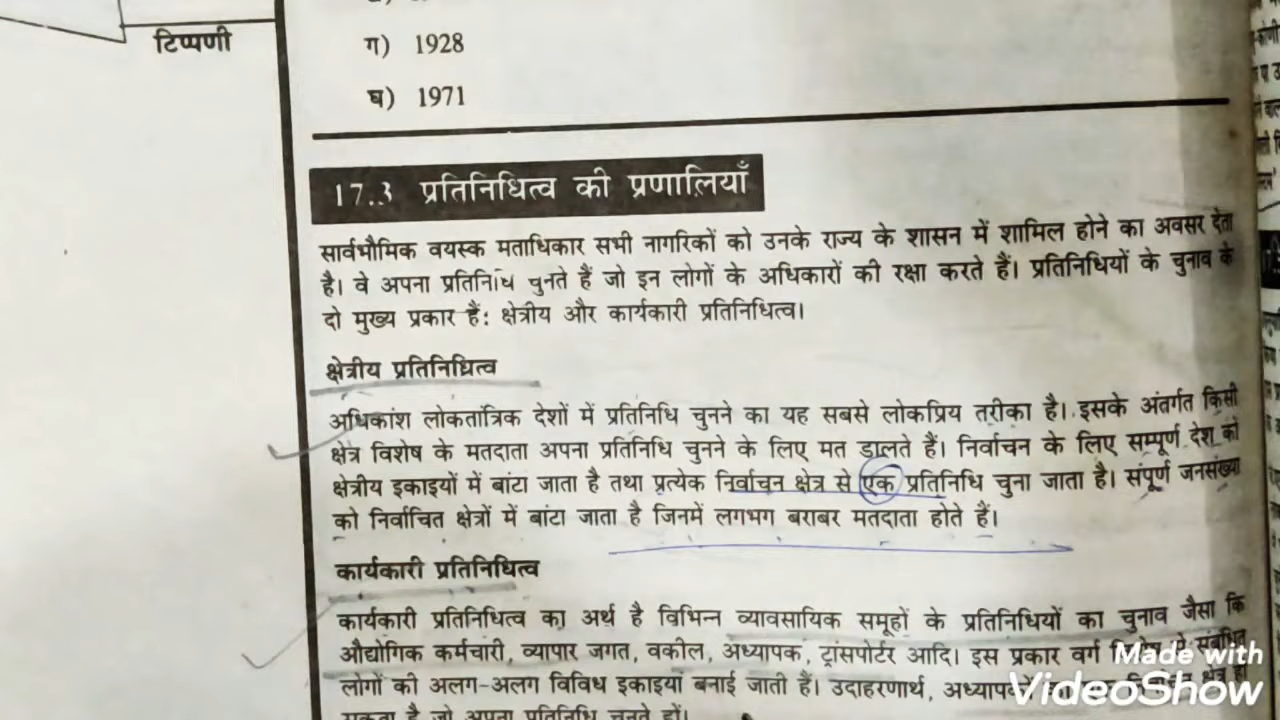 टिप्पणी
ग) 1928
घ) 1971
17.3 प्रतिनिधित्व की प्रणालियाँ
सार्वभौमिक वयस्क मताधिकार सभी नागरिकों को उनके राज्य के शासन में शामिल होने का अवसर देता
है। वे अपना प्रतिनिधि चुनते हैं जो इन लोगों के अधिकारों की रक्षा करते हैं। प्रतिनिधियों के चुनाव के
दो मुख्य प्रकार हैं: क्षेत्रीय और कार्यकारी प्रतिनिधित्व।
क्षेत्रीय प्रतिनिधित्व
अधिकांश लोकतांत्रिक देशों में प्रतिनिधि चुनने का यह सबसे लोकप्रिय तरीका है। इसके अंतर्गत किसी
क्षेत्र विशेष के मतदाता अपना प्रतिनिधि चुनने के लिए मत डालते हैं। निर्वाचन के लिए सम्पूर्ण देश को
क्षेत्रीय इकाइयों में बांटा जाता है तथा प्रत्येक निर्वाचन क्षेत्र से एक प्रतिनिधि चुना जाता है। संपूर्ण जनसंख्या
को निर्वाचित क्षेत्रों में बांटा जाता है जिनमें लगभग बराबर मतदाता होते हैं।
कार्यकारी प्रतिनिधित्व
कार्यकारी प्रतिनिधित्व का अर्थ है विभिन्न व्यावसायिक समूहों के प्रतिनिधियों का चुनाव जैसा कि
औद्योगिक कर्मचारी, व्यापार जगत, वकील, अध्यापक, ट्रांसपोर्टर आदि। इस प्रकार वर्ग संबंधित
लोगों की अलग-अलग विविध इकाइयां बनाई जाती हैं। उदाहरणार्थ, क्षेत्र हो
सकता है जो अपना प्रतिनिधि चुनते हों।
Made with
VideoShow